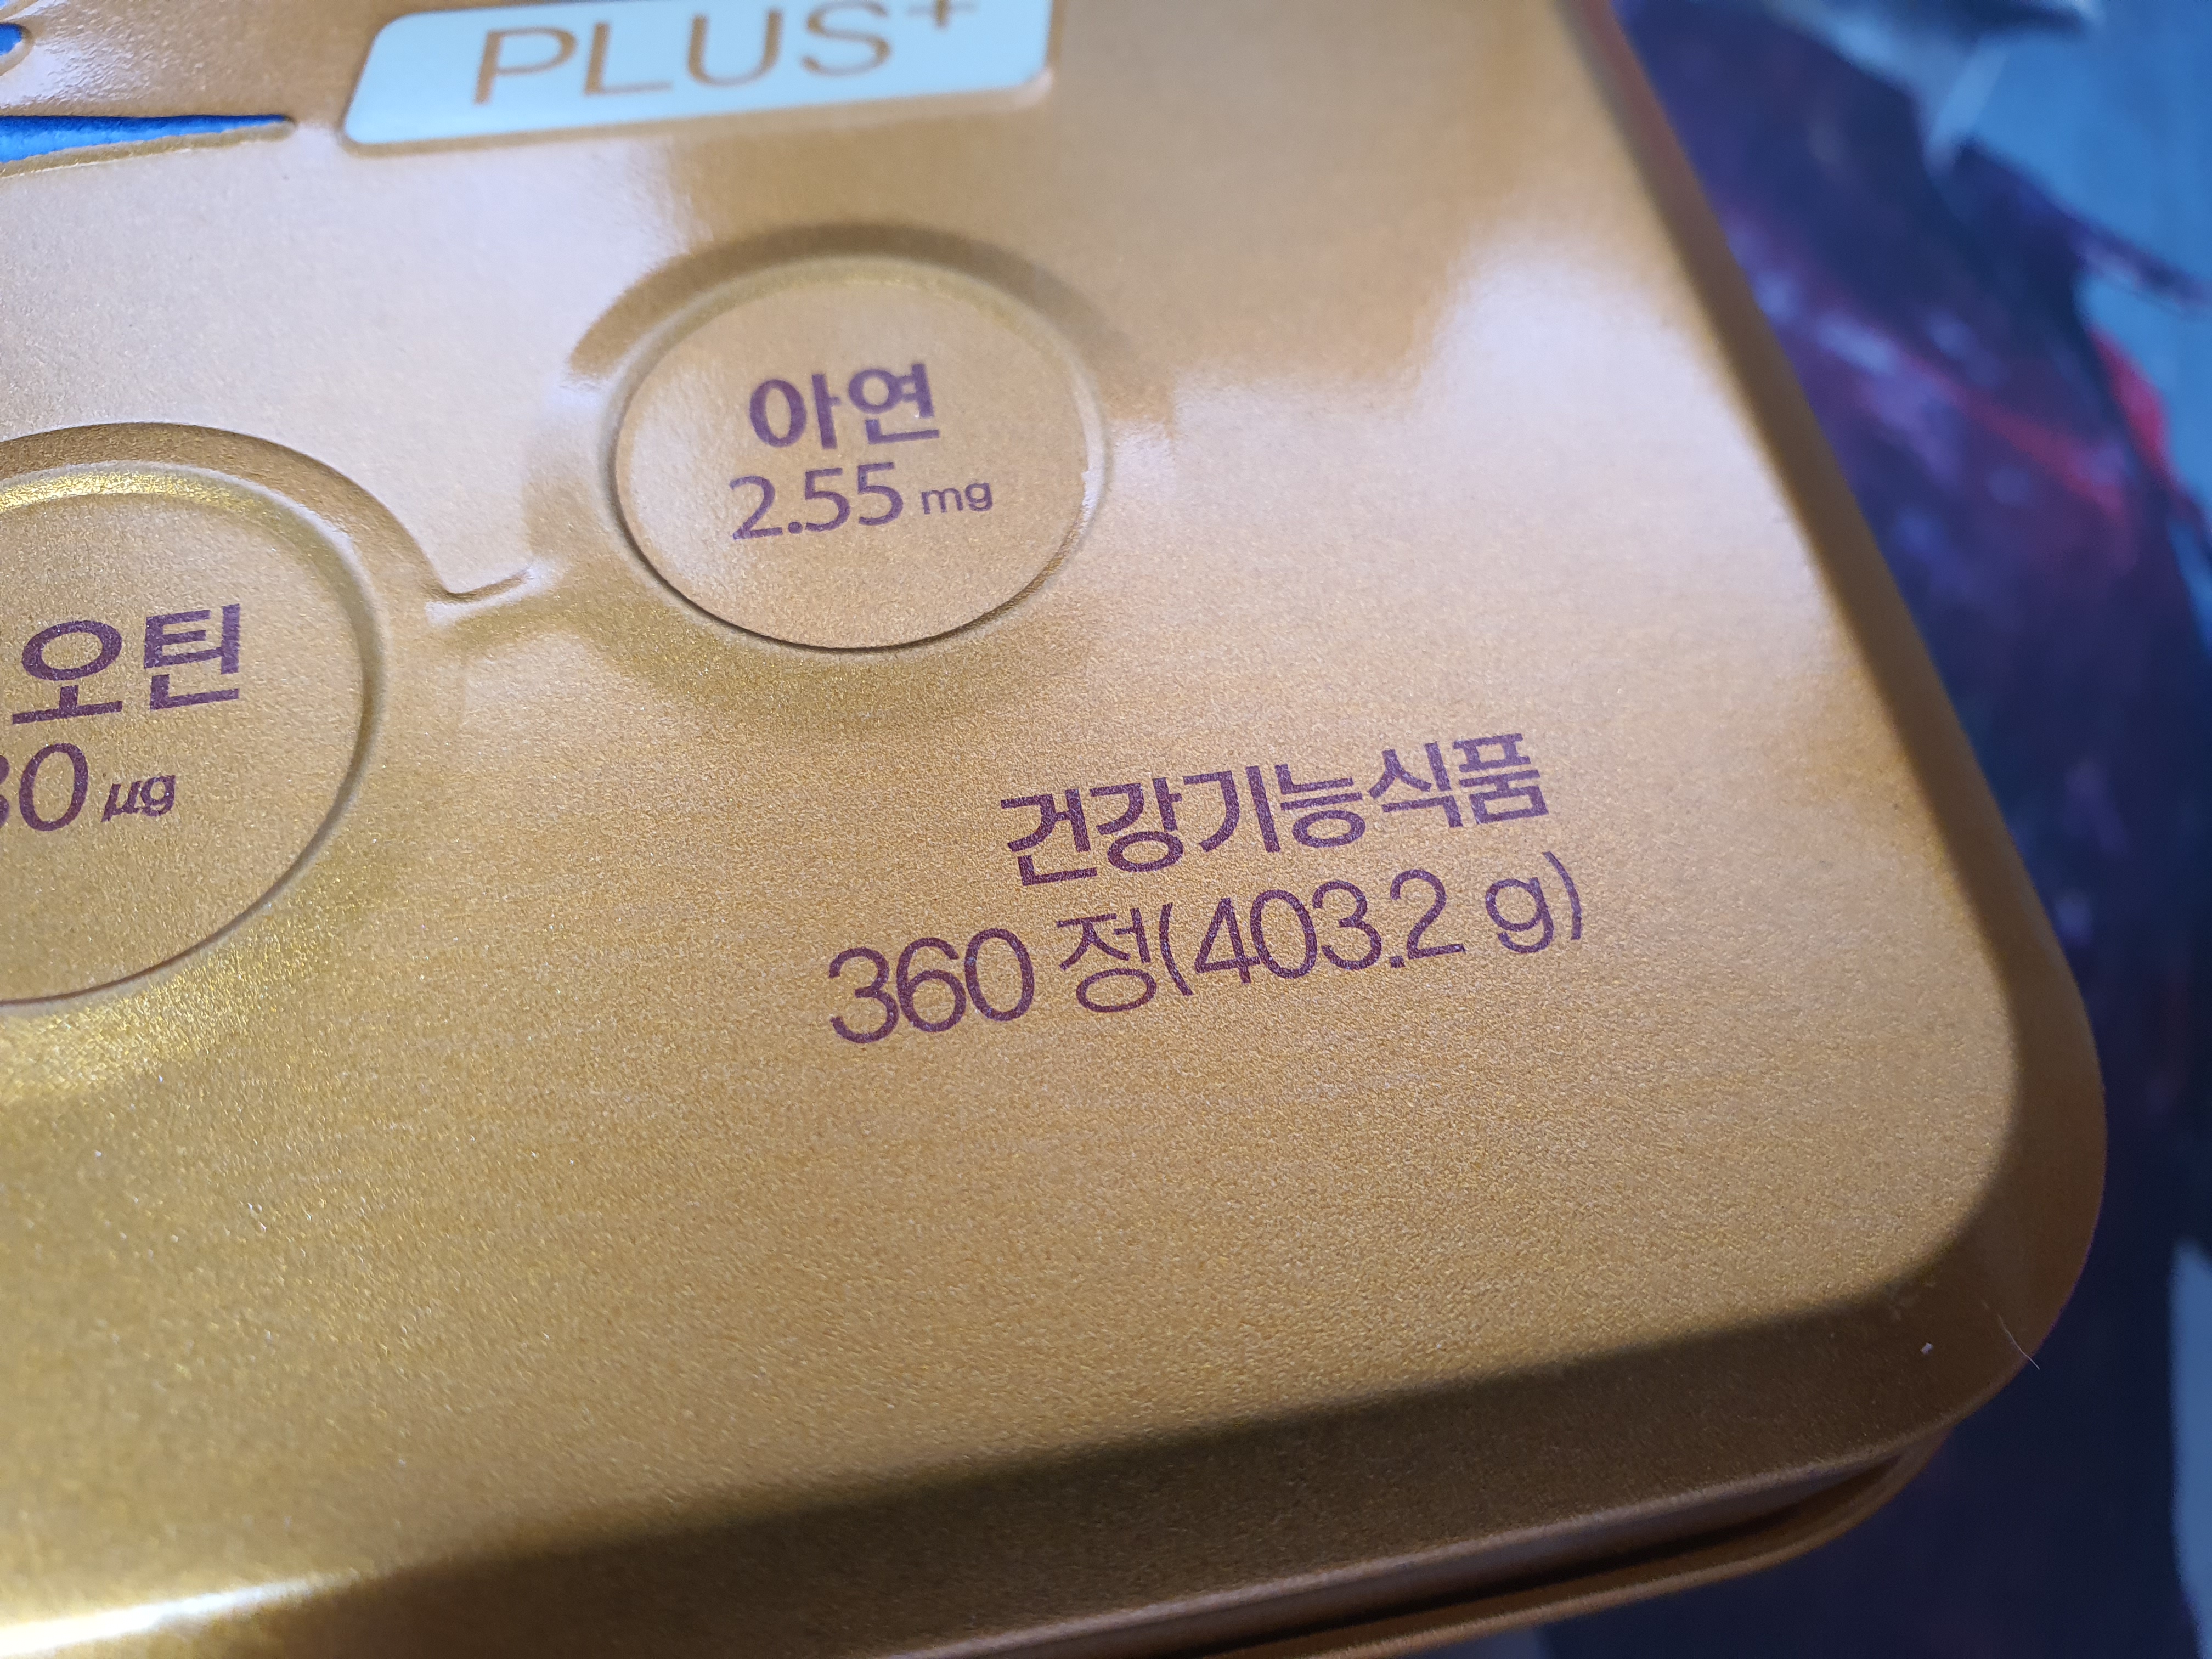 PLUS+
아연
2.55 mg
오틴
30 µg
건강기능식품
360 정(403.2 g)